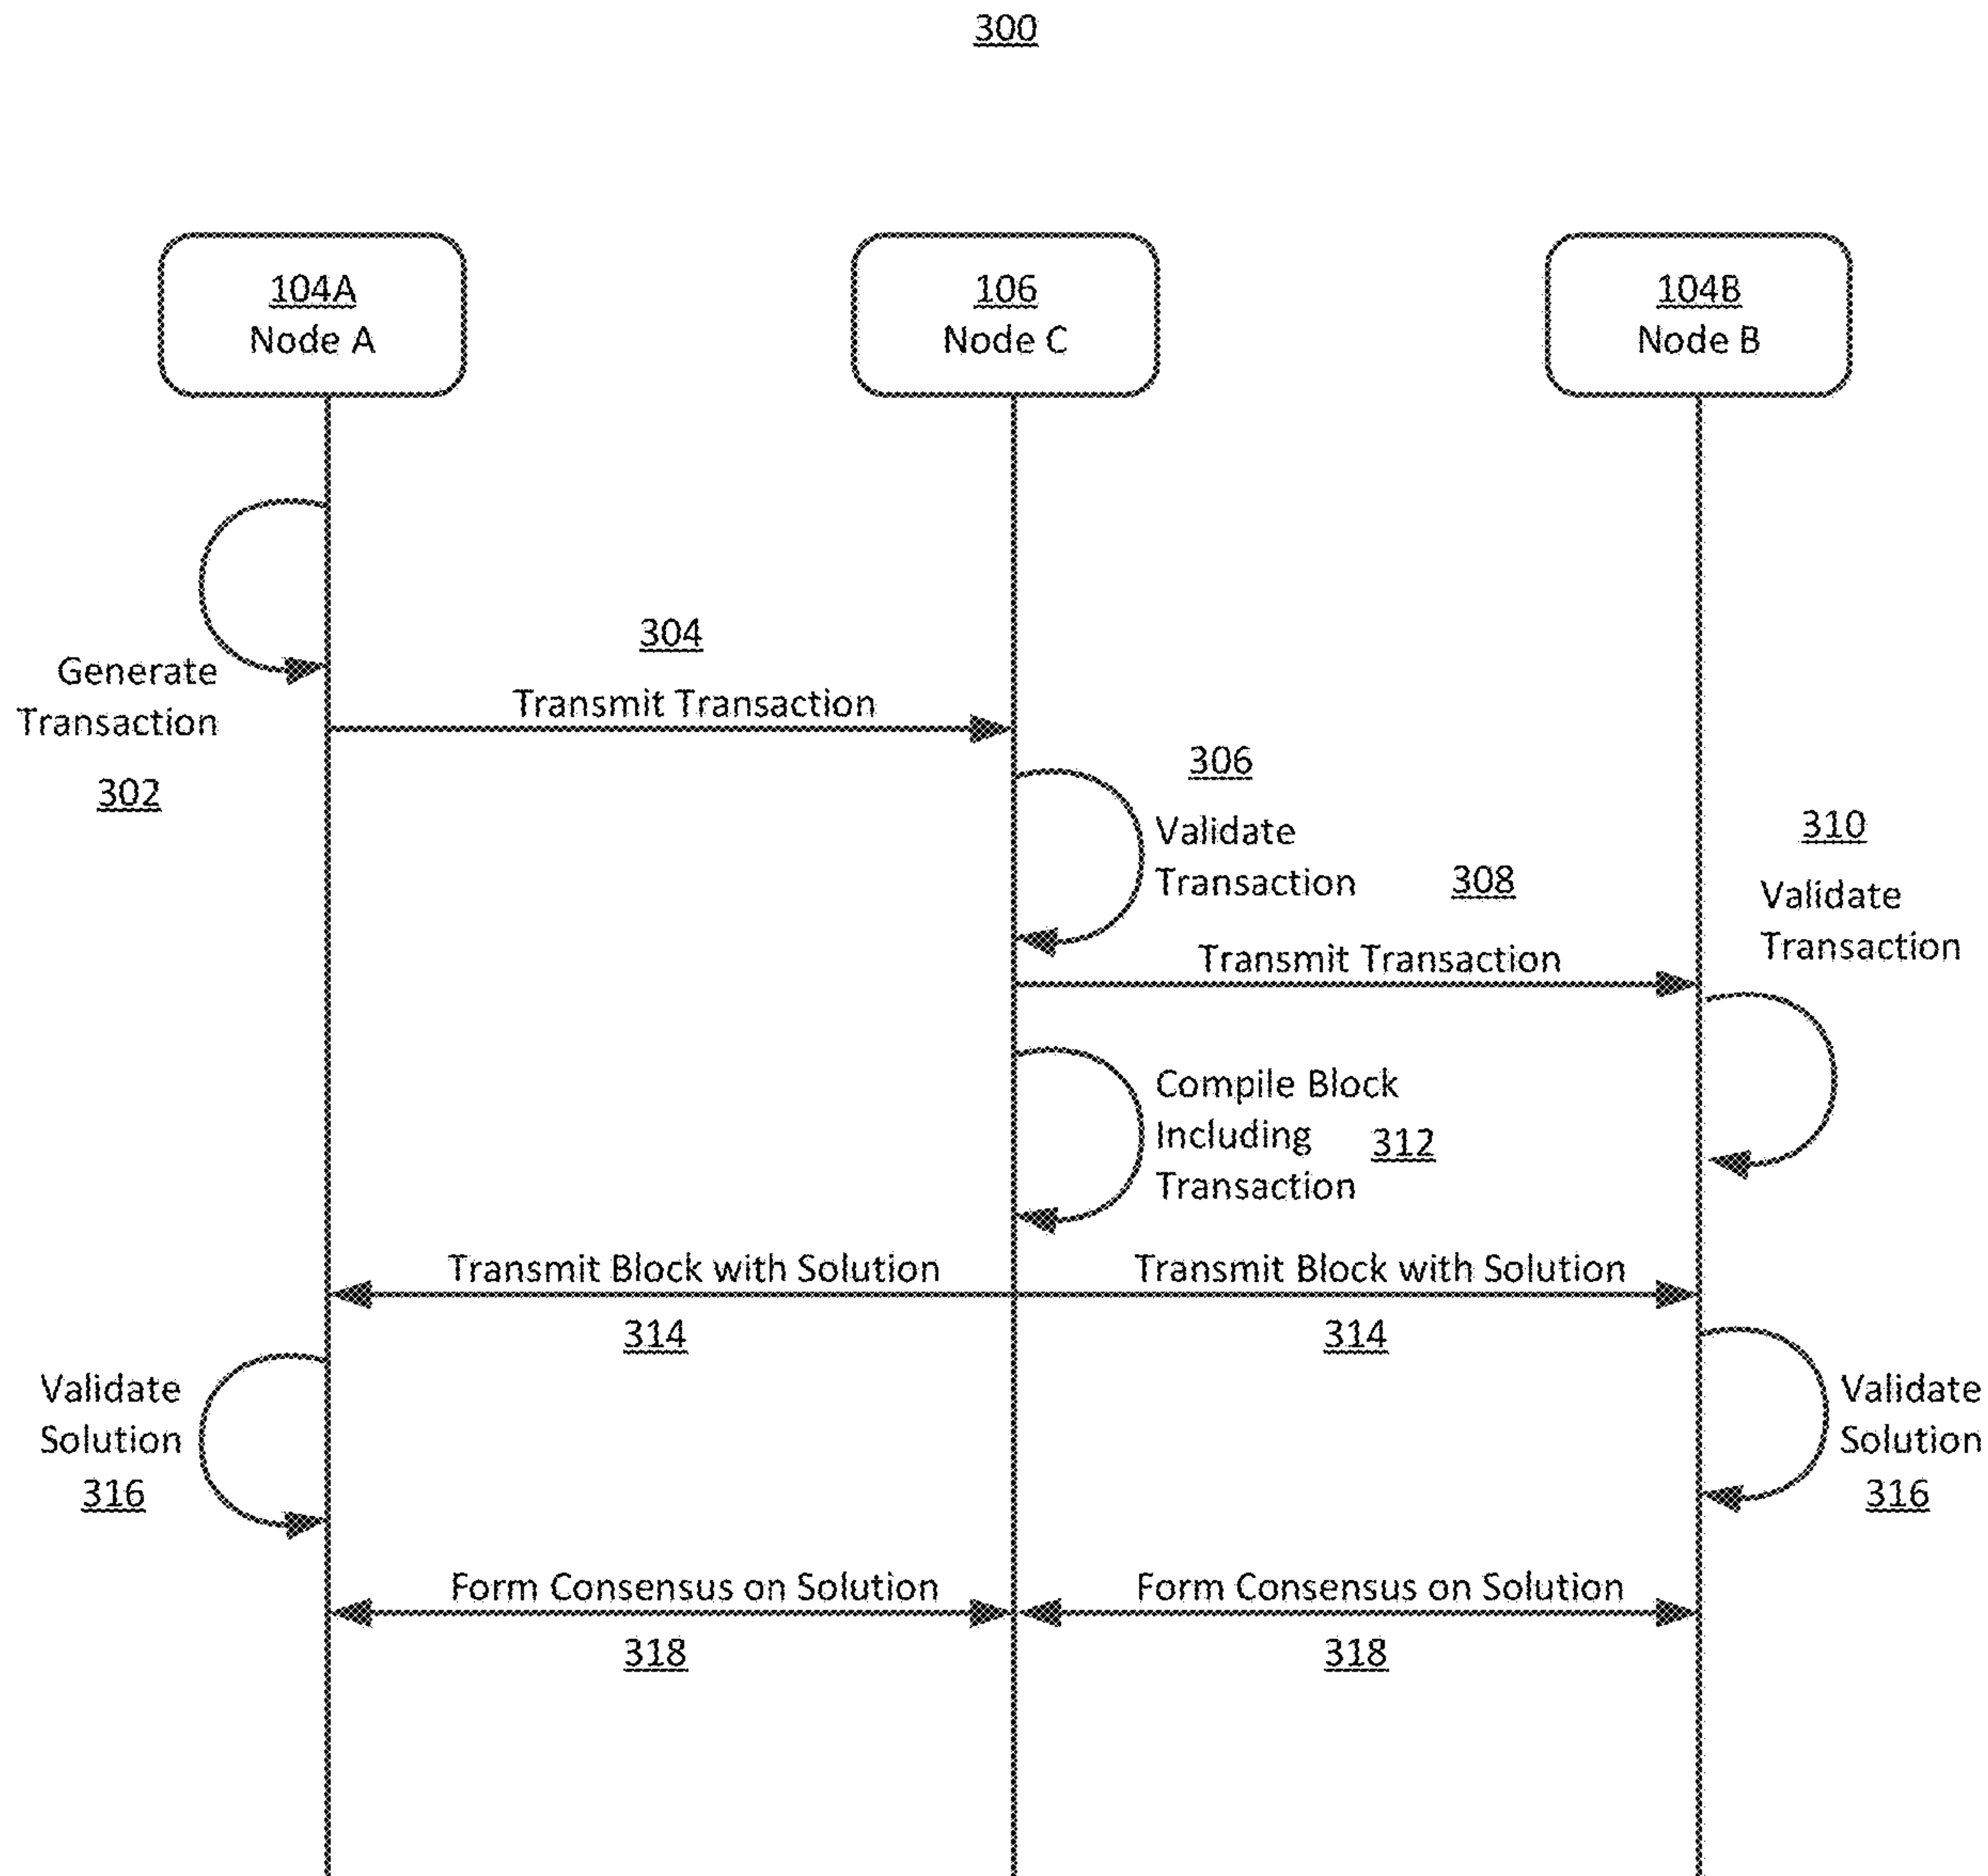 300
104A
Node A
106
Node C
104B
Node B
Generate
Transaction
302
304
Transmit Transaction
306
Validate
Transaction
308
Transmit Transaction
310
Validate
Transaction
Compile Block
Including
312
Transaction
Transmit Block with Solution
314
Transmit Block with Solution
314
Validate
Solution
316
Validate
Solution
316
Form Consensus on Solution
318
Form Consensus on Solution
318